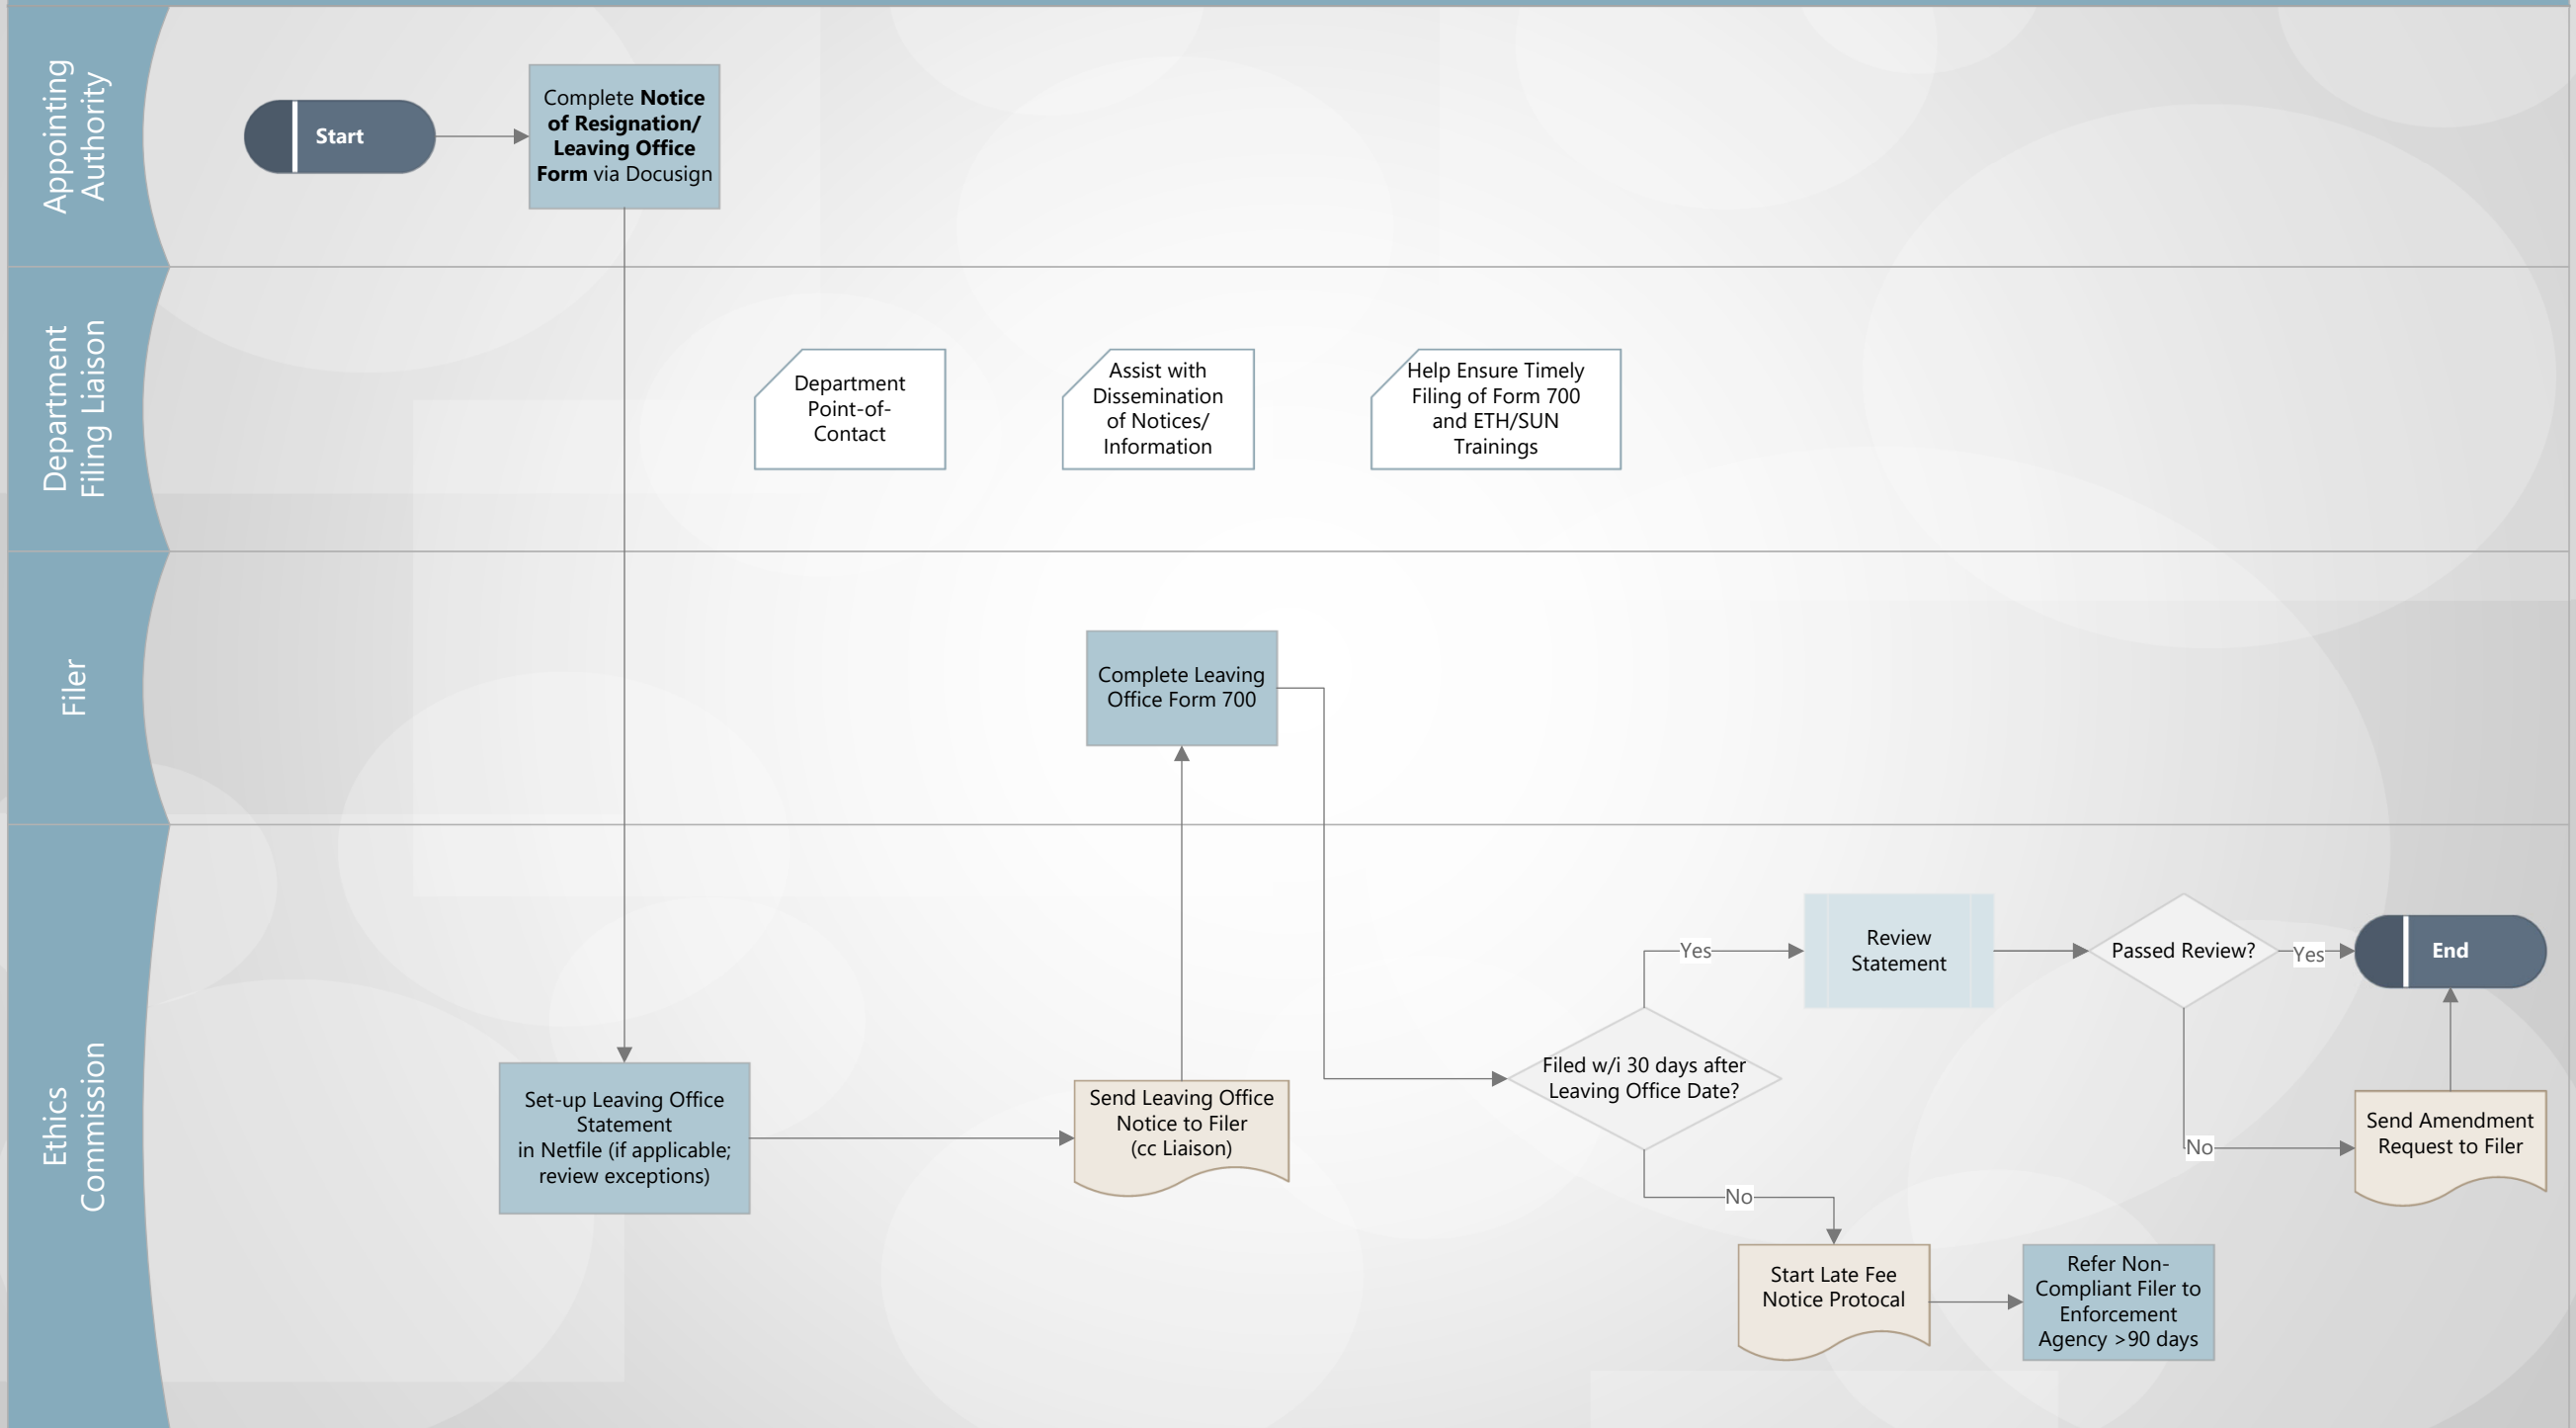 Appointing
Authority
Start
Complete Notice
of Resignation/
Leaving Office
Form via Docusign
Department
Filing Liaison
Department
Point-of-
Contact
Assist with
Dissemination
of Notices/
Information
Help Ensure Timely
Filing of Form 700
and ETH/SUN
Trainings
Filer
Complete Leaving
Office Form 700
Ethics
Commission
Set-up Leaving Office
Statement
in Netfile (if applicable;
review exceptions)
Send Leaving Office
Notice to Filer
(cc Liaison)
Filed w/i 30 days after
Leaving Office Date?
Yes
Review
Statement
Passed Review?
Yes
End
No
Send Amendment
Request to Filer
No
Start Late Fee
Notice Protocal
Refer Non-
Compliant Filer to
Enforcement
Agency >90 days